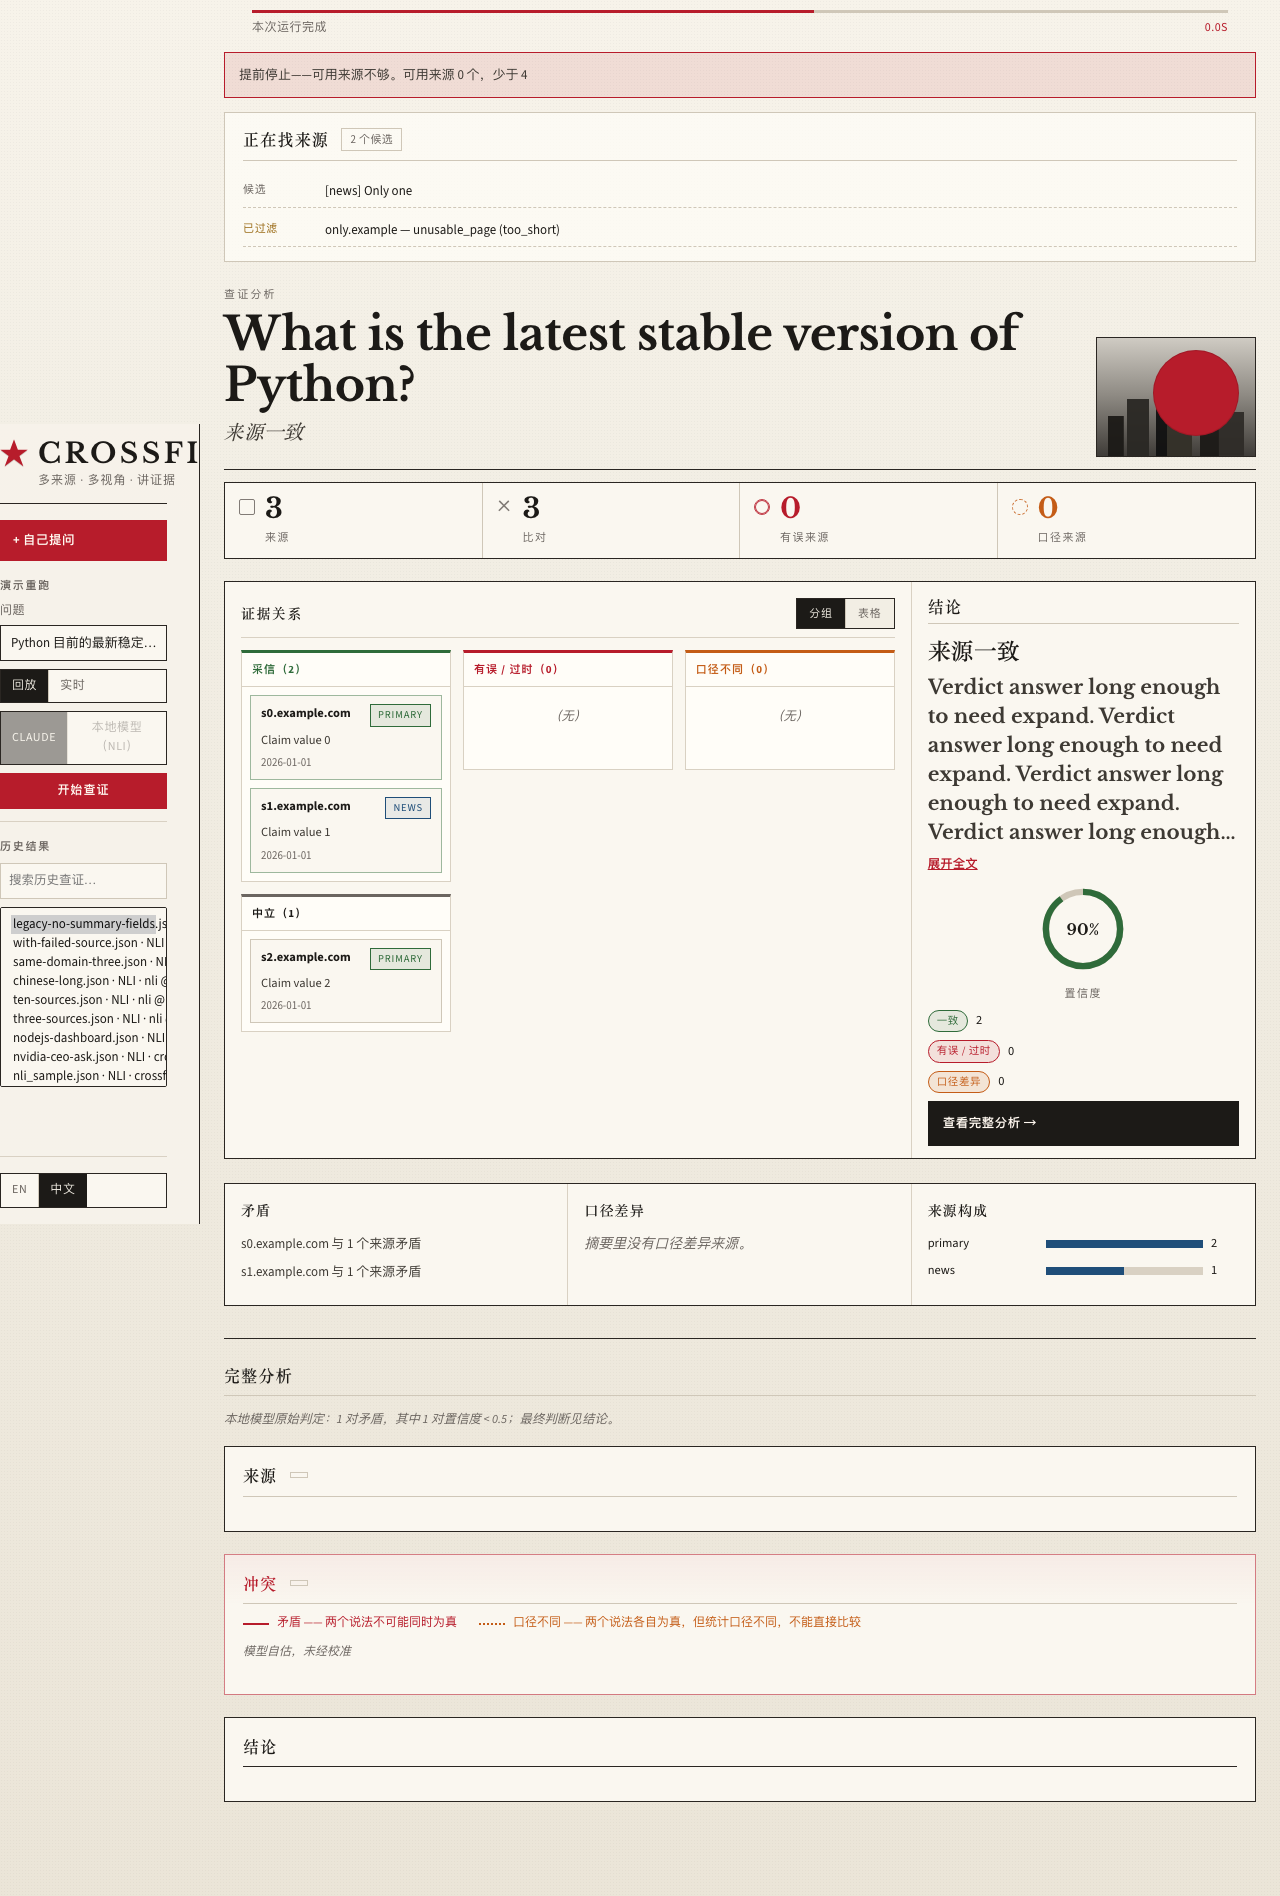 本次运行完成
0.0S
提前停止——可用来源不够。可用来源 0 个，少于 4
正在找来源
2 个候选
候选
[news] Only one
已过滤
only.example — unusable_page (too_short)
查证分析
What is the latest stable version of
Python?
来源一致
3
来源
3
比对
0
有误来源
0
口径来源
CROSSFI
多来源 · 多视角 · 讲证据
+ 自己提问
演示重跑
问题
Python 目前的最新稳定…
回放
实时
CLAUDE
本地模型
（NLI）
开始查证
历史结果
搜索历史查证…
legacy-no-summary-fields.js
with-failed-source.json · NLI
same-domain-three.json · NL
chinese-long.json · NLI · nli @
ten-sources.json · NLI · nli @
three-sources.json · NLI · nli
nodejs-dashboard.json · NLI
nvidia-ceo-ask.json · NLI · cro
nli_sample.json · NLI · crossf
EN
中文
证据关系
分组
表格
采信（2）
s0.example.com
PRIMARY
Claim value 0
2026-01-01
s1.example.com
NEWS
Claim value 1
2026-01-01
中立（1）
s2.example.com
PRIMARY
Claim value 2
2026-01-01
有误 / 过时（0）
（无）
口径不同（0）
（无）
结论
来源一致
Verdict answer long enough
to need expand. Verdict
answer long enough to need
expand. Verdict answer long
enough to need expand.
Verdict answer long enough…
展开全文
90%
置信度
一致
2
有误 / 过时
0
口径差异
0
查看完整分析 →
矛盾
s0.example.com 与 1 个来源矛盾
s1.example.com 与 1 个来源矛盾
口径差异
摘要里没有口径差异来源。
来源构成
primary
2
news
1
完整分析
本地模型原始判定：1 对矛盾，其中 1 对置信度 < 0.5；最终判断见结论。
来源
冲突
矛盾 —— 两个说法不可能同时为真
口径不同 —— 两个说法各自为真，但统计口径不同，不能直接比较
模型自估，未经校准
结论